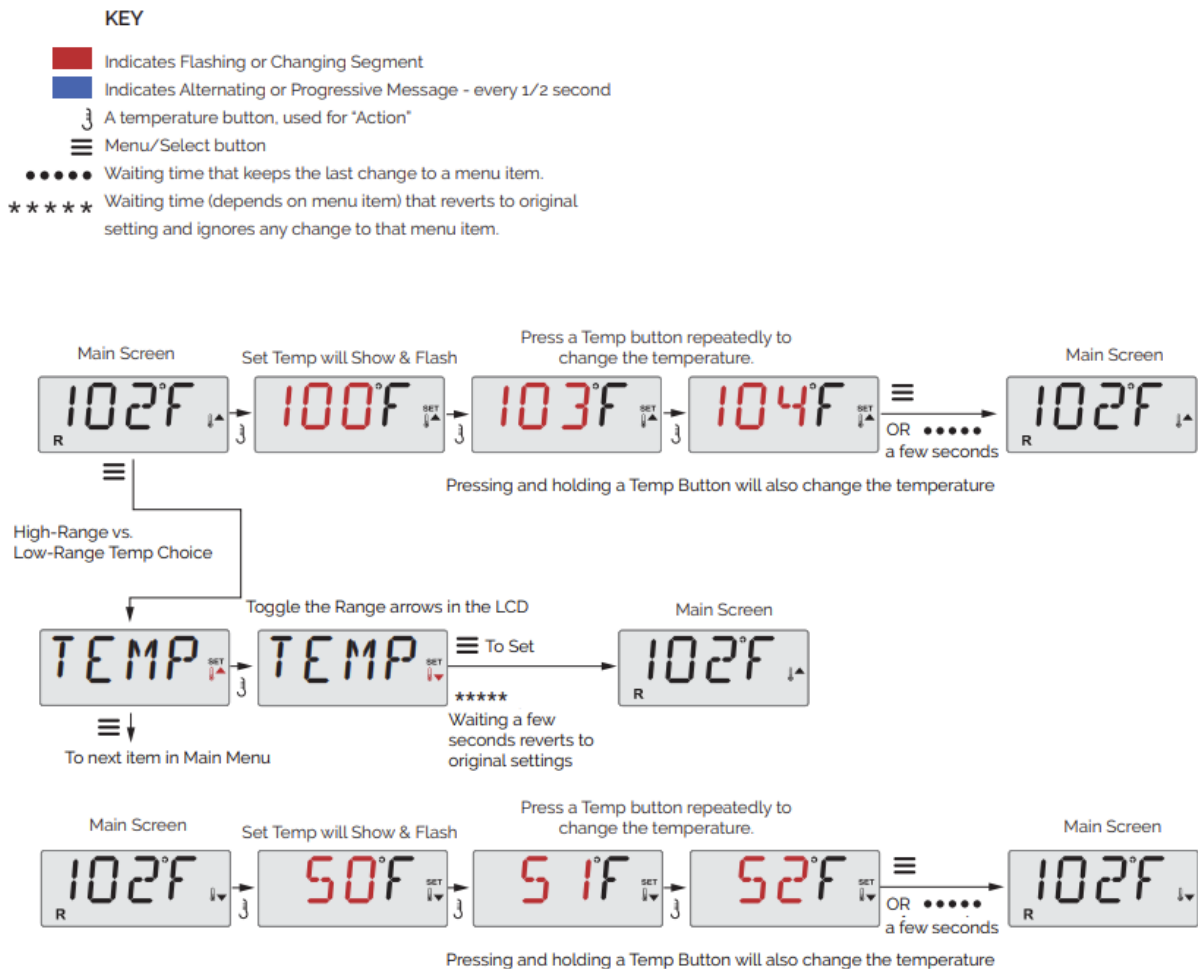 KEY
Indicates Flashing or Changing Segment
Indicates Alternating or Progressive Message - every 1/2 second
A temperature button, used for "Action"
Menu/Select button
••••• Waiting time that keeps the last change to a menu item.
***** Waiting time (depends on menu item) that reverts to original
setting and ignores any change to that menu item.
Main Screen
Set Temp will Show & Flash
Press a Temp button repeatedly to
change the temperature.
Main Screen
102°F R
100°F SET
103°F SET
104°F SET
OR •••••
a few seconds
102°F R
Pressing and holding a Temp Button will also change the temperature
High-Range vs.
Low-Range Temp Choice
Toggle the Range arrows in the LCD
Main Screen
TEMP SET
TEMP SET
To Set
*****
Waiting a few
seconds reverts to
original settings
102°F R
To next item in Main Menu
Main Screen
Set Temp will Show & Flash
Press a Temp button repeatedly to
change the temperature.
Main Screen
102°F R
50°F SET
51°F SET
52°F SET
OR •••••
a few seconds
102°F R
Pressing and holding a Temp Button will also change the temperature